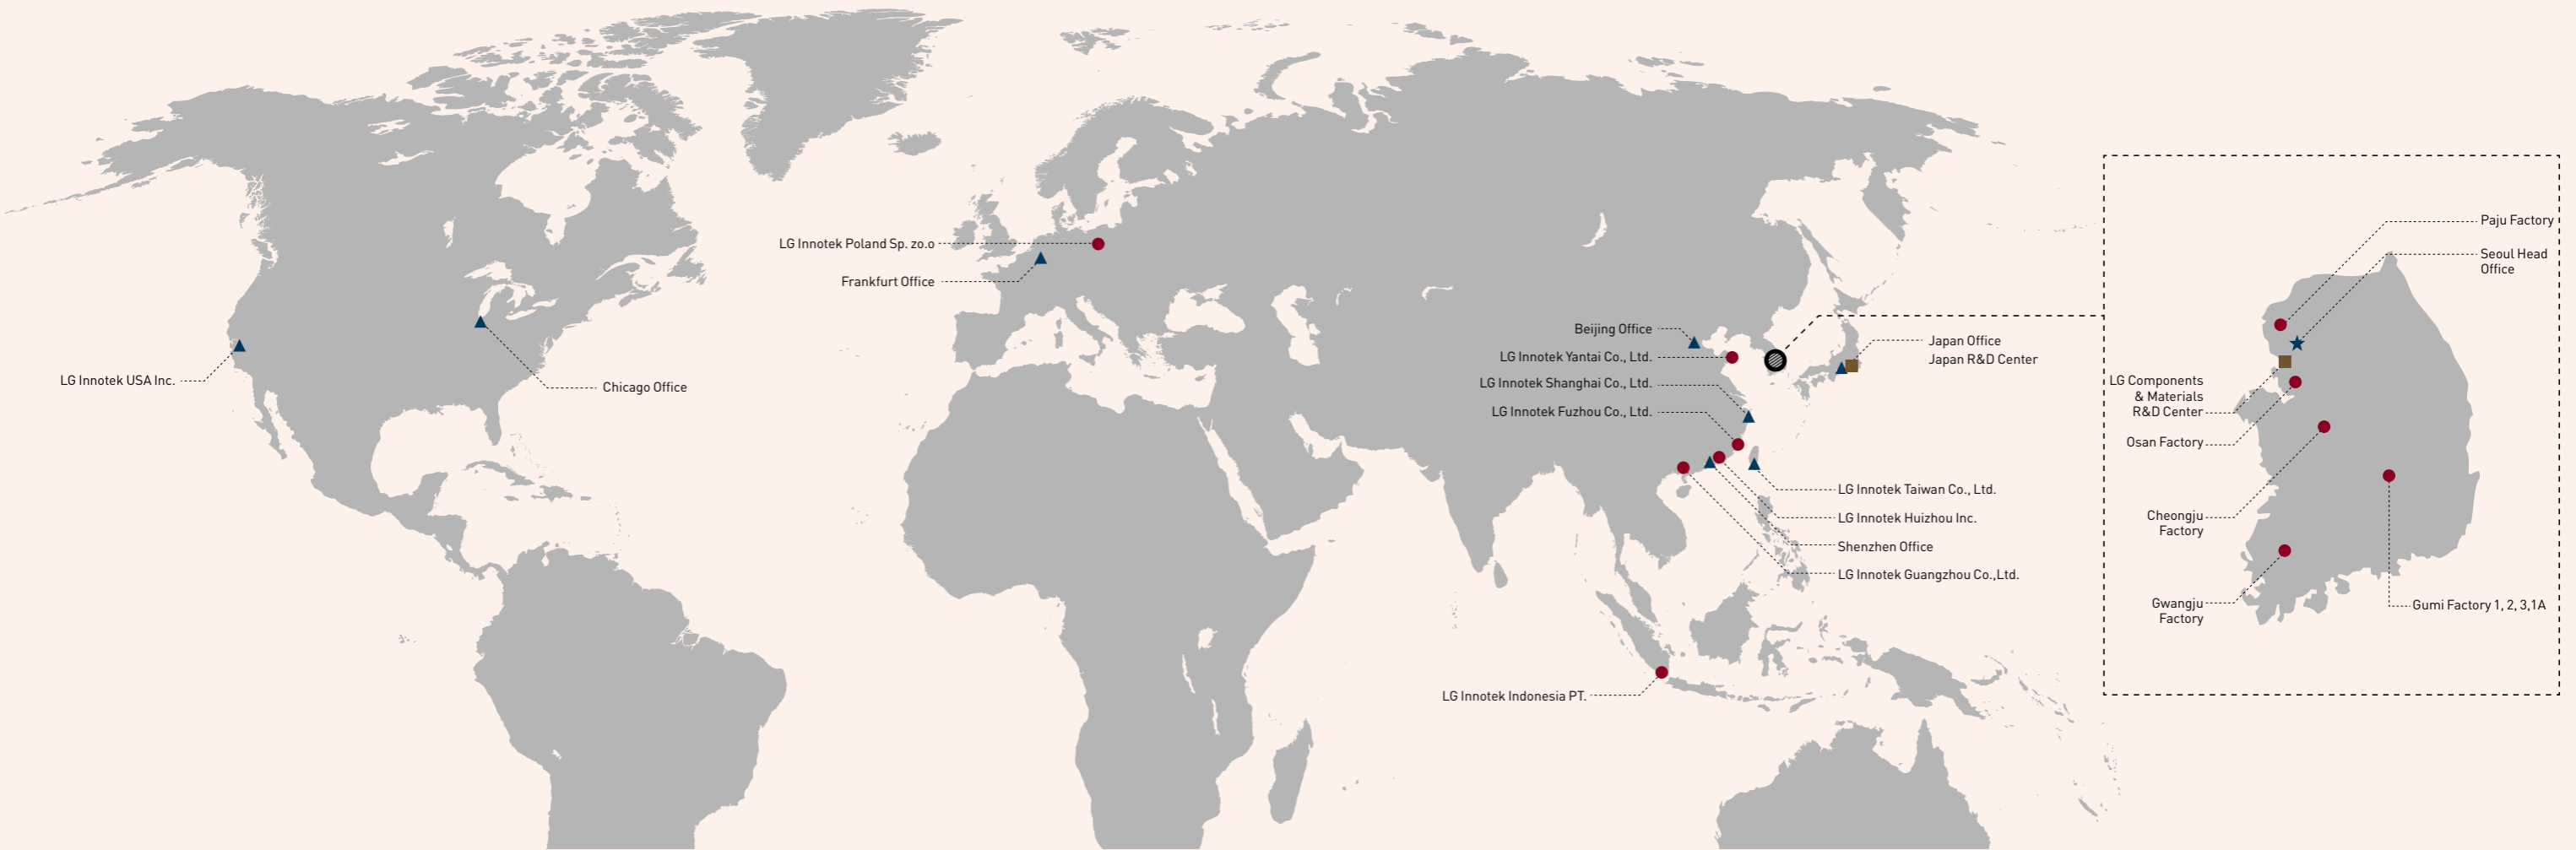 LG Innotek USA Inc.
Chicago Office
LG Innotek Poland Sp. zo.o
Frankfurt Office
Beijing Office
LG Innotek Yantai Co., Ltd.
LG Innotek Shanghai Co., Ltd.
LG Innotek Fuzhou Co., Ltd.
Japan Office
Japan R&D Center
LG Innotek Taiwan Co., Ltd.
LG Innotek Huizhou Inc.
Shenzhen Office
LG Innotek Guangzhou Co.,Ltd.
LG Innotek Indonesia PT.
Paju Factory
Seoul Head
Office
LG Components
& Materials
R&D Center
Osan Factory
Cheongju
Factory
Gwangju
Factory
Gumi Factory 1, 2, 3,1A